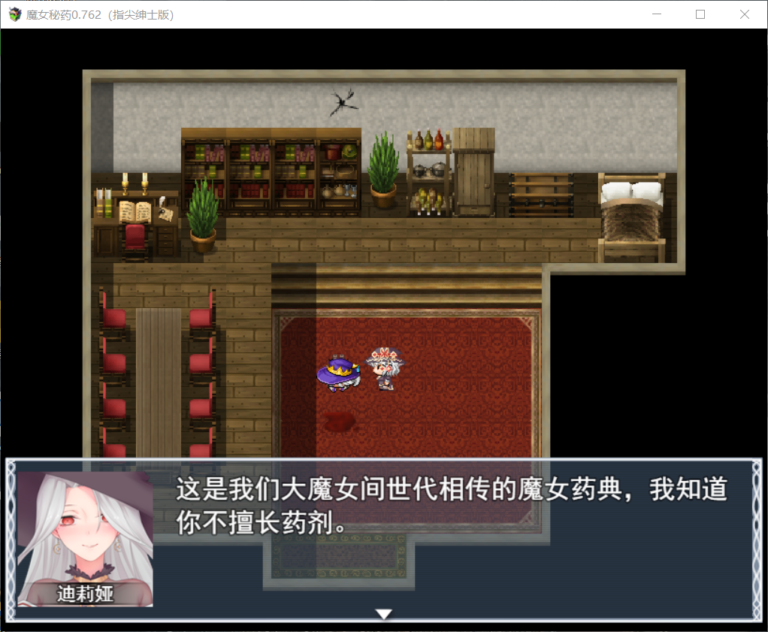 魔女秘药0.762（指尖绅士版）
这是我们大魔女间世代相传的魔女药典，我知道
你不擅长药剂。
迪莉娅